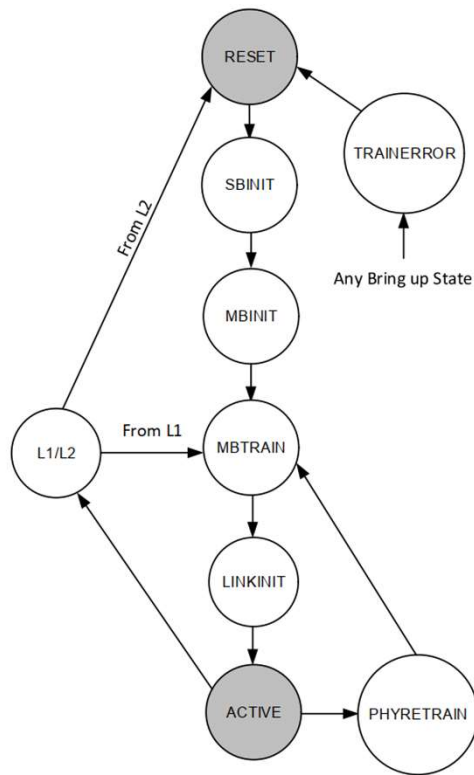 RESET
TRAINERROR
SBINIT
From L2
Any Bring up State
MBINIT
From L1
L1/L2
MBTRAIN
LINKINIT
ACTIVE
PHYRETRAIN